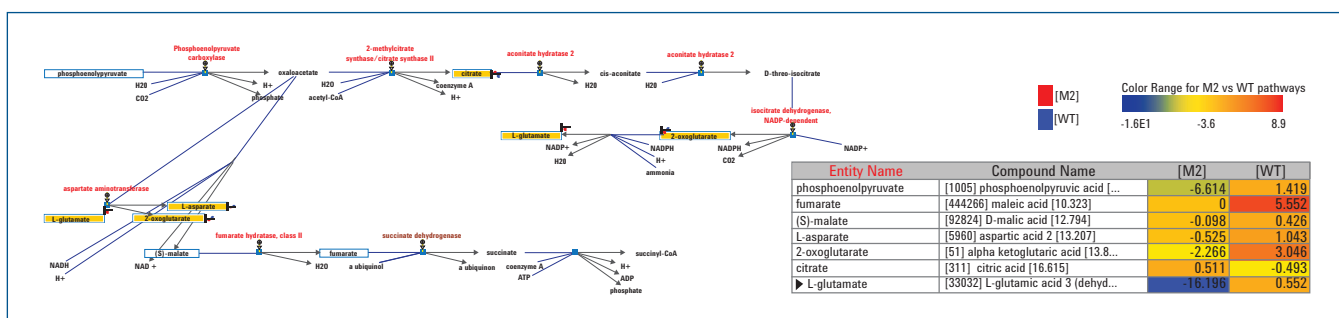 Phosphoenolpyruvate
carboxylase
2-methylcitrate
synthase/citrate synthase II
aconitate hydratase 2
aconitate hydratase 2
phosphoenolpyruvate
H20
CO2
H+
phosphate
oxaloacetate
H2O
acetyl-CoA
coenzyme A
H+
citrate
H20
cis-aconitate
H20
D-threo-isocitrate
isocitrate dehydrogenase,
NADP-dependent
L-glutamate
NADP+
H20
2-oxoglutarate
NADPH
H+
ammonia
NADPH
CO2
NADP+
[M2]
[WT]
Color Range for M2 vs WT pathways
-1.6E1 -3.6 8.9
aspartate aminotransferase
L-glutamate
L-asparate
2-oxoglutarate
fumarate hydratase, class II
succinate dehydrogenase
(S)-malate
NAD +
NADH
H+
H2O
fumarate
a ubiquinol
a ubiquinon
succinate
coenzyme A
ATP
succinyl-CoA
H+
ADP
phosphate
Entity Name Compound Name [M2] [WT]
phosphoenolpyruvate [1005] phosphoenolpyruvic acid [... -6.614 1.419
fumarate [444266] maleic acid [10.323] 0 5.552
(S)-malate [92824] D-malic acid [12.794] -0.098 0.426
L-asparate [5960] aspartic acid 2 [13.207] -0.525 1.043
2-oxoglutarate [51] alpha ketoglutaric acid [13.8... -2.266 3.046
citrate [311] citric acid [16.615] 0.511 -0.493
▶ L-glutamate [33032] L-glutamic acid 3 (dehyd... -16.196 0.552